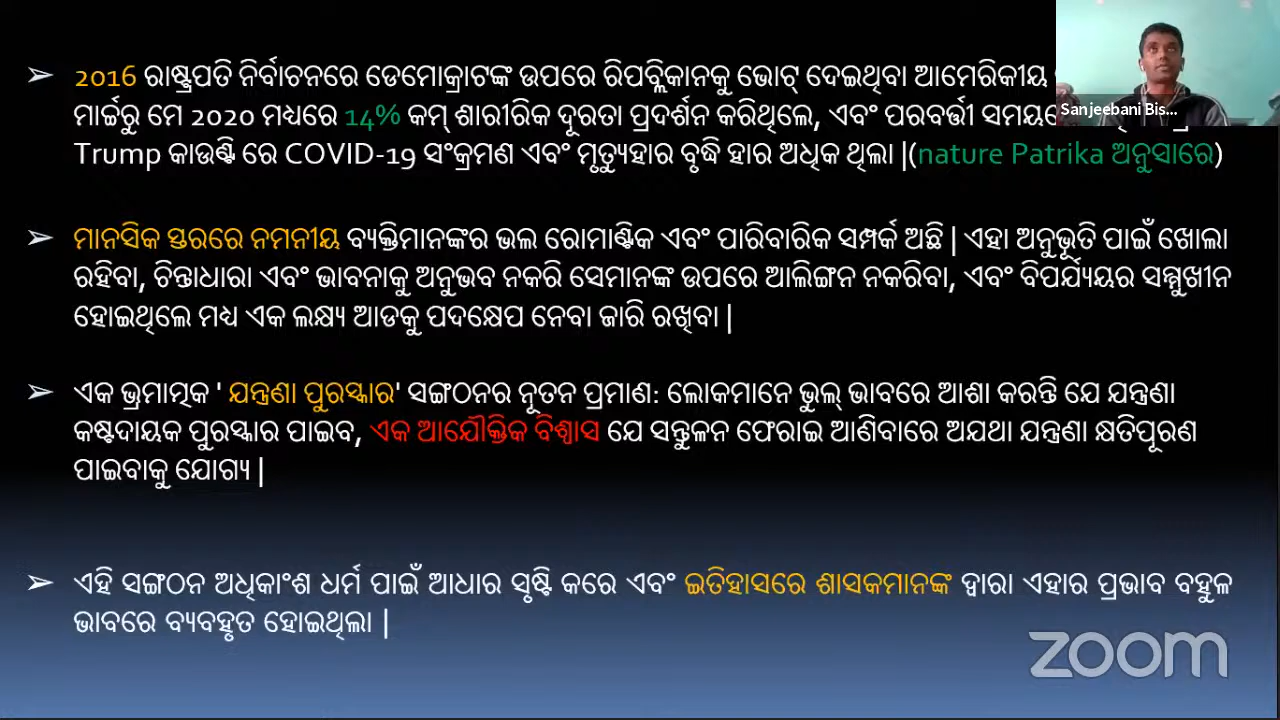 ➢ 2016 ରାଷ୍ଟ୍ରପତି ନିର୍ବାଚନରେ ଡେମୋକ୍ରାଟଙ୍କ ଉପରେ ରିପବ୍ଲିକାନକୁ ଭୋଟ୍ ଦେଇଥିବା ଆମେରିକୀୟ
ମାର୍ଚ୍ଚରୁ ମେ 2020 ମଧ୍ୟରେ 14% କମ୍ ଶାରୀରିକ ଦୂରତା ପ୍ରଦର୍ଶନ କରିଥିଲେ, ଏବଂ ପରବର୍ତ୍ତୀ
Trump କାଉଣ୍ଟି ରେ COVID-19 ସଂକ୍ରମଣ ଏବଂ ମୃତ୍ୟୁହାର ବୃଦ୍ଧି ହାର ଅଧିକ ଥିଲା |(nature Patrika ଅନୁସାରେ)
➢ ମାନସିକ ସ୍ତରରେ ନମନୀୟ ବ୍ୟକ୍ତିମାନଙ୍କର ଭଲ ରୋମାଣ୍ଟିକ ଏବଂ ପାରିବାରିକ ସମ୍ପର୍କ ଅଛି | ଏହା ଅନୁଭୂତି ପାଇଁ ଖୋଲା
ରହିବା, ଚିନ୍ତାଧାରା ଏବଂ ଭାବନାକୁ ଅନୁଭବ ନକରି ସେମାନଙ୍କ ଉପରେ ଆଲିଙ୍ଗନ ନକରିବା, ଏବଂ ବିପର୍ଯ୍ୟୟର ସମ୍ମୁଖୀନ
ହୋଇଥିଲେ ମଧ୍ୟ ଏକ ଲକ୍ଷ୍ୟ ଆଡକୁ ପଦକ୍ଷେପ ନେବା ଜାରି ରଖିବା |
➢ ଏକ ଭ୍ରମାତ୍ମକ ' ଯନ୍ତ୍ରଣା ପୁରସ୍କାର' ସଙ୍ଗଠନର ନୂତନ ପ୍ରମାଣ: ଲୋକମାନେ ଭୁଲ୍ ଭାବରେ ଆଶା କରନ୍ତି ଯେ ଯନ୍ତ୍ରଣା
କଷ୍ଟଦାୟକ ପୁରସ୍କାର ପାଇବ, ଏକ ଆଯୌକ୍ତିକ ବିଶ୍ୱାସ ଯେ ସନ୍ତୁଳନ ଫେରାଇ ଆଣିବାରେ ଅଯଥା ଯନ୍ତ୍ରଣା କ୍ଷତିପୂରଣ
ପାଇବାକୁ ଯୋଗ୍ୟ |
➢ ଏହି ସଙ୍ଗଠନ ଅଧିକାଂଶ ଧର୍ମ ପାଇଁ ଆଧାର ସୃଷ୍ଟି କରେ ଏବଂ ଇତିହାସରେ ଶାସକମାନଙ୍କ ଦ୍ୱାରା ଏହାର ପ୍ରଭାବ ବହୁଳ
ଭାବରେ ବ୍ୟବହୃତ ହୋଇଥିଲା |
Sanjeebani Bis...
zoom